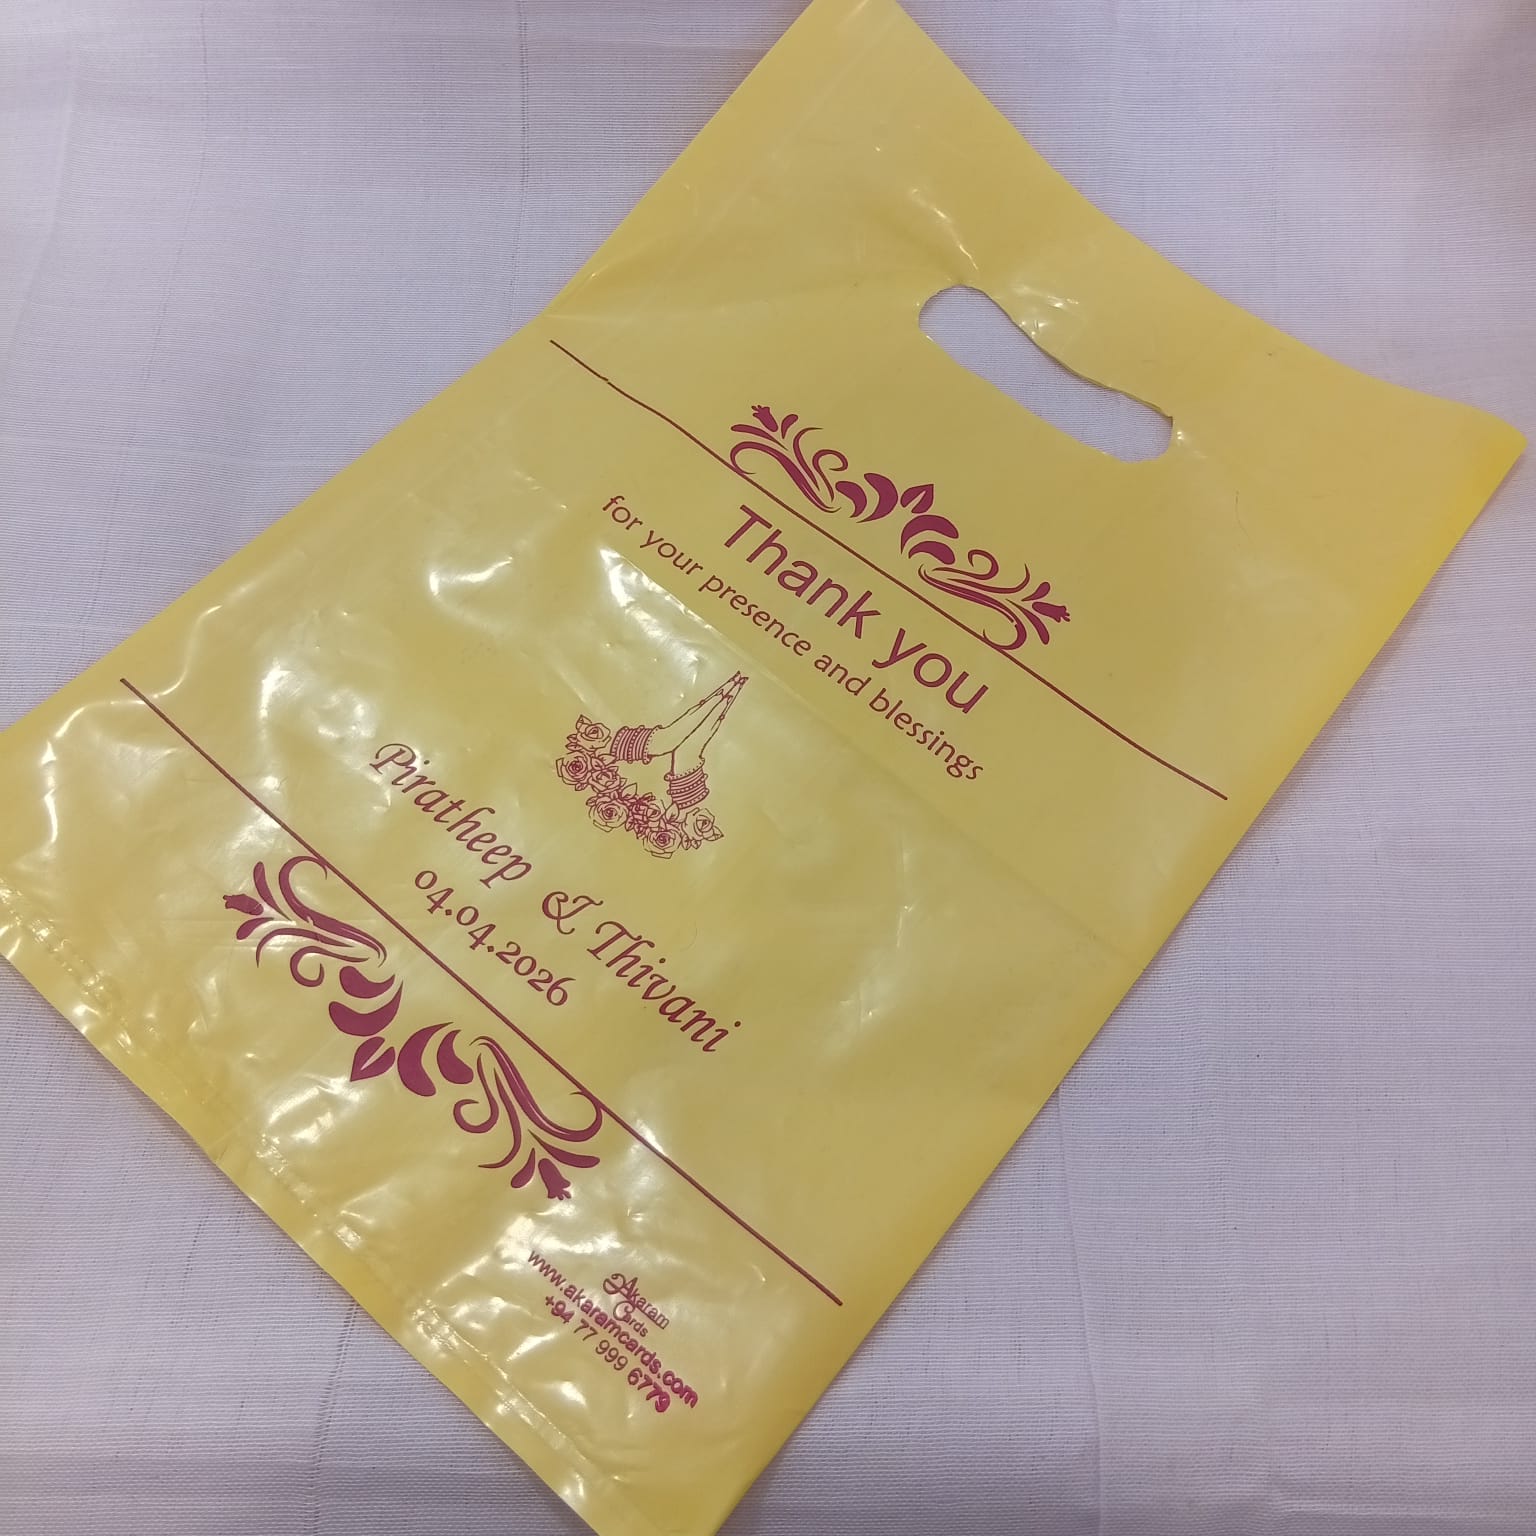 Thank you
for your presence and blessings
Piratheep & Thivani
04.04.2026
Akaram
Cards
www.akaramcards.com
+94 77 999 6779